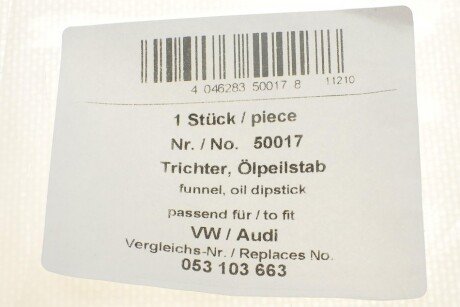 4 046283 50017 8 11210
1 Stück / piece
Nr. / No. 50017
Trichter, Ölpeilstab
funnel, oil dipstick
passend für / to fit
VW / Audi
Vergleichs-Nr. / Replaces No.
053 103 663